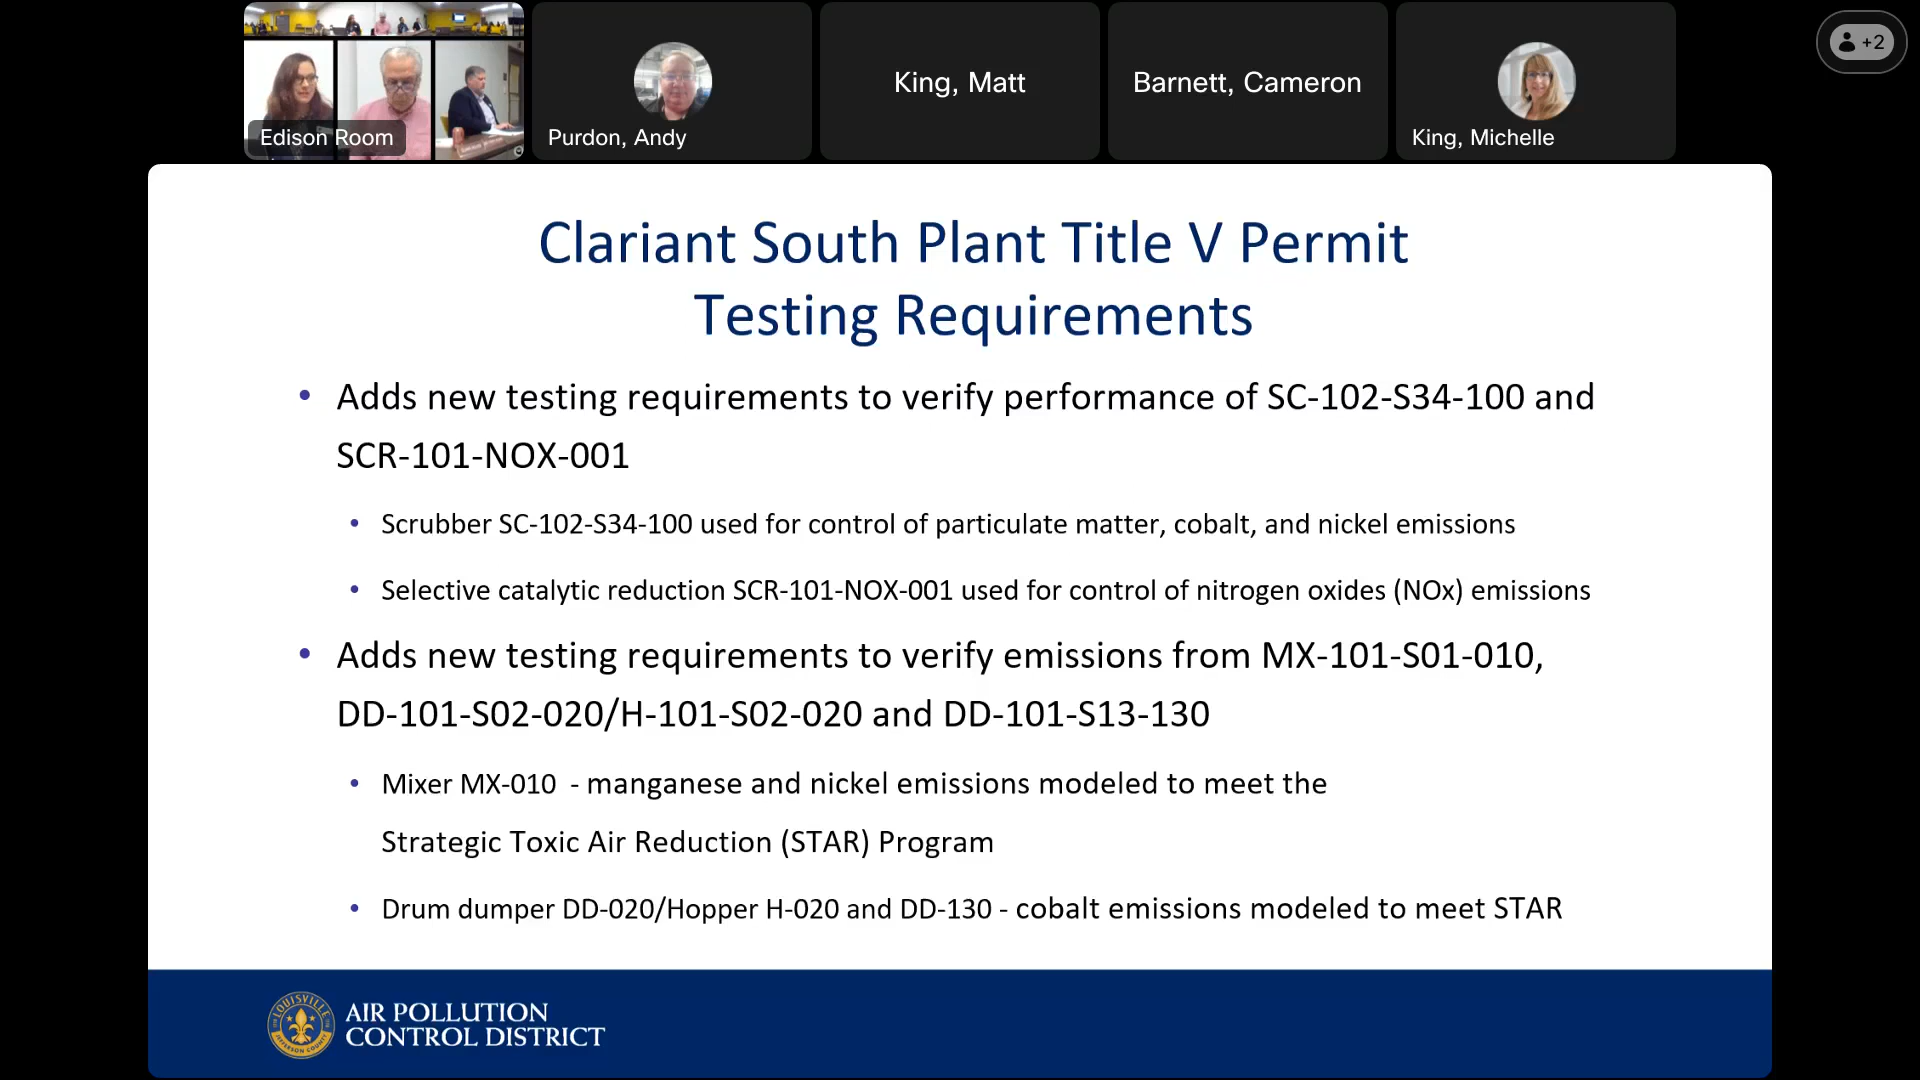 Edison Room
Purdon, Andy
King, Matt
Barnett, Cameron
King, Michelle
+2
Clariant South Plant Title V Permit
Testing Requirements
• Adds new testing requirements to verify performance of SC-102-S34-100 and
SCR-101-NOX-001
• Scrubber SC-102-S34-100 used for control of particulate matter, cobalt, and nickel emissions
• Selective catalytic reduction SCR-101-NOX-001 used for control of nitrogen oxides (NOx) emissions
• Adds new testing requirements to verify emissions from MX-101-S01-010,
DD-101-S02-020/H-101-S02-020 and DD-101-S13-130
• Mixer MX-010 - manganese and nickel emissions modeled to meet the
Strategic Toxic Air Reduction (STAR) Program
• Drum dumper DD-020/Hopper H-020 and DD-130 - cobalt emissions modeled to meet STAR
LOUISVILLE
JEFFERSON COUNTY
AIR POLLUTION
CONTROL DISTRICT